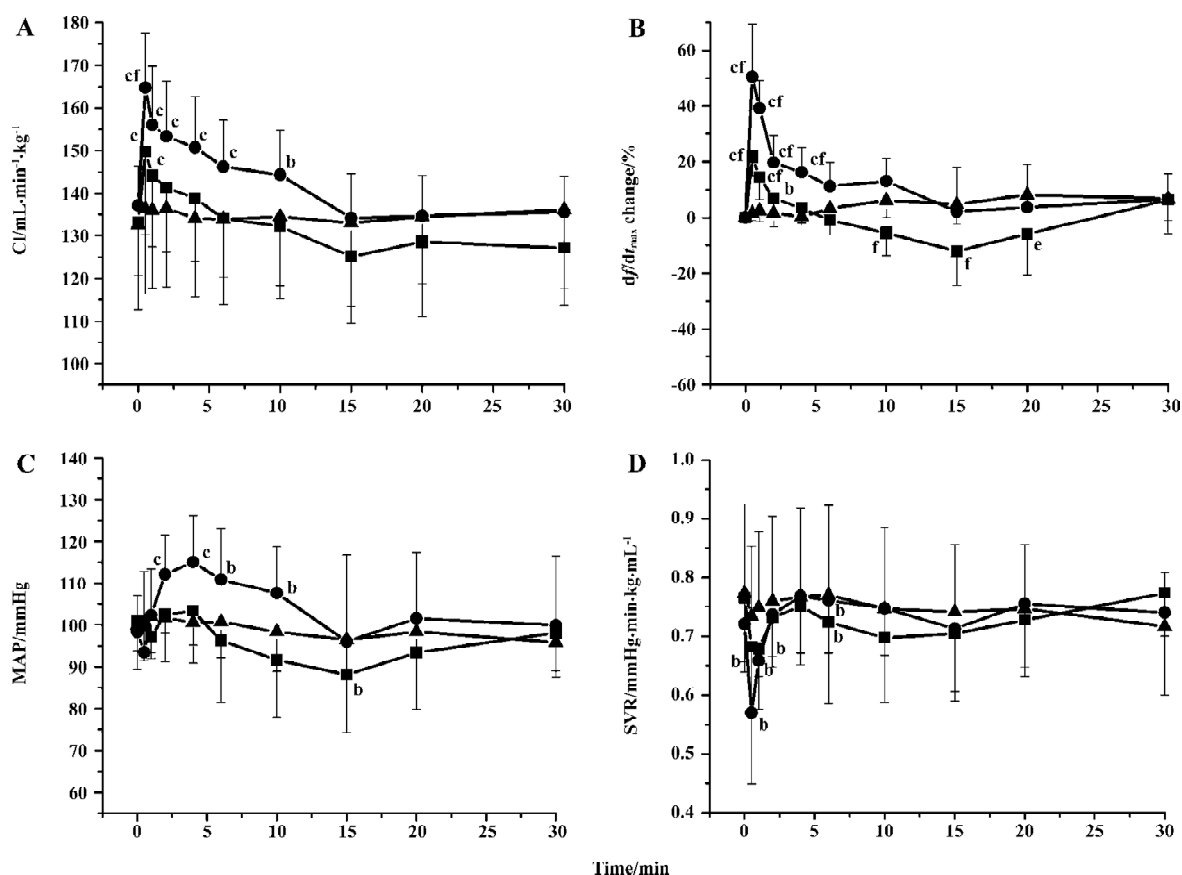 A
CI/mL·min⁻¹·kg⁻¹
180
170
160
150
140
130
120
110
100
cf
c
c
c
c
c
c
b
0 5 10 15 20 25 30
B
df/dtmax change/%
60
40
20
0
-20
-40
-60
cf
cf
cf
cf
cf
cf
b
f
f
e
0 5 10 15 20 25 30
C
MAP/mmHg
140
130
120
110
100
90
80
70
60
c
c
b
b
b
0 5 10 15 20 25 30
D
SVR/mmHg·min·kg·mL⁻¹
1.0
0.9
0.8
0.7
0.6
0.5
0.4
b
b
b
b
b
0 5 10 15 20 25 30
Time/min